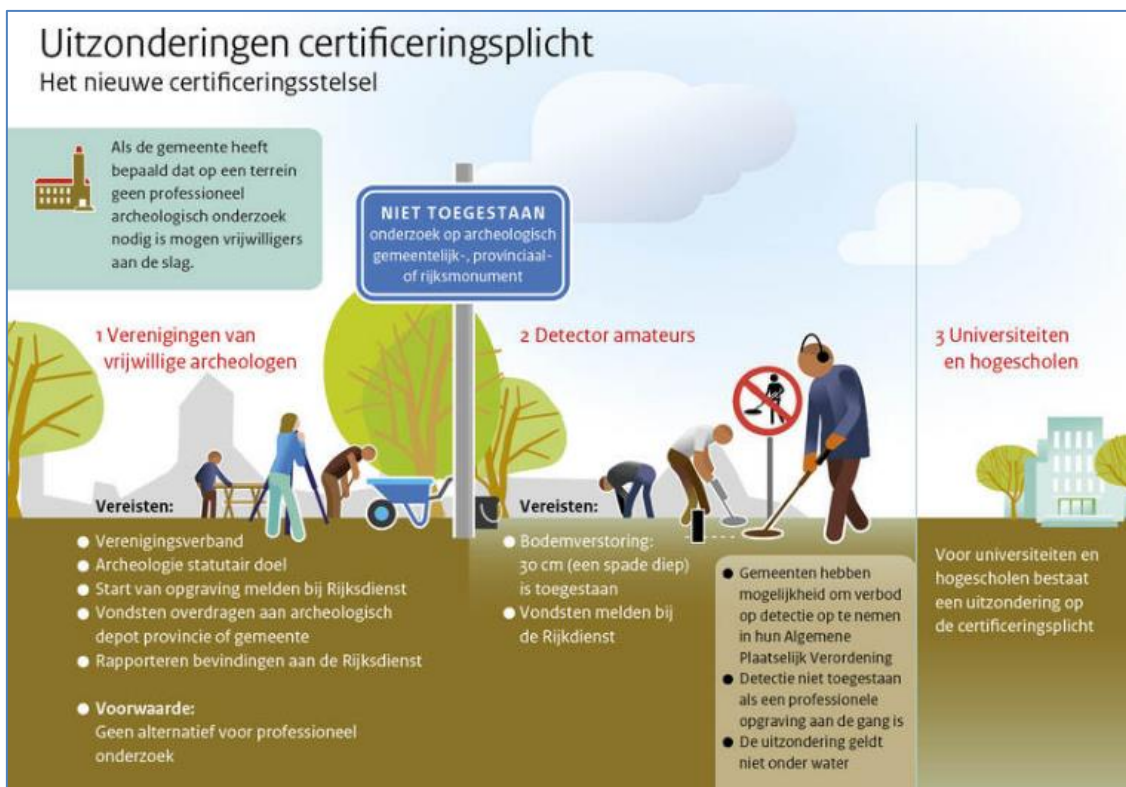 Uitzonderingen certificeringsplicht
Het nieuwe certificeringsstelsel
Als de gemeente heeft
bepaald dat op een terrein
geen professioneel
archeologisch onderzoek
nodig is mogen vrijwilligers
aan de slag.
NIET TOEGESTAAN
onderzoek op archeologisch
gemeentelijk-, provinciaal-
of rijksmonument
1 Verenigingen van
vrijwillige archeologen
Vereisten:
Verenigingsverband
Archeologie statutair doel
Start van opgraving melden bij Rijksdienst
Vondsten overdragen aan archeologisch
depot provincie of gemeente
Rapporteren bevindingen aan de Rijksdienst
Voorwaarde:
Geen alternatief voor professioneel
onderzoek
2 Detector amateurs
Vereisten:
Bodemverstoring:
30 cm (een spade diep)
is toegestaan
Vondsten melden bij
de Rijkdienst
Gemeenten hebben
mogelijkheid om verbod
op detectie op te nemen
in hun Algemene
Plaatselijk Verordening
Detectie niet toegestaan
als een professionele
opgraving aan de gang is
De uitzondering geldt
niet onder water
3 Universiteiten
en hogescholen
Voor universiteiten en
hogescholen bestaat
een uitzondering op
de certificeringsplicht